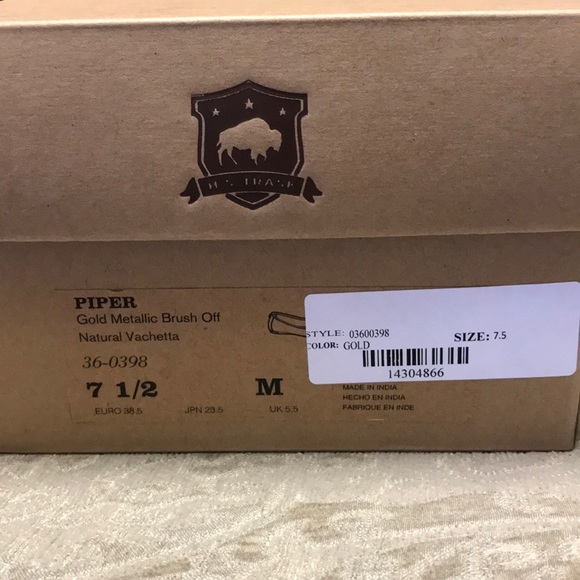 H.S. TRASK
PIPER
Gold Metallic Brush Off
Natural Vachetta
36-0398
7 1/2
M
EURO 38.5
JPN 23.5
UK 5.5
STYLE: 03600398
SIZE: 7.5
COLOR: GOLD
14304866
MADE IN INDIA
HECHO EN INDIA
FABRIQUE EN INDE